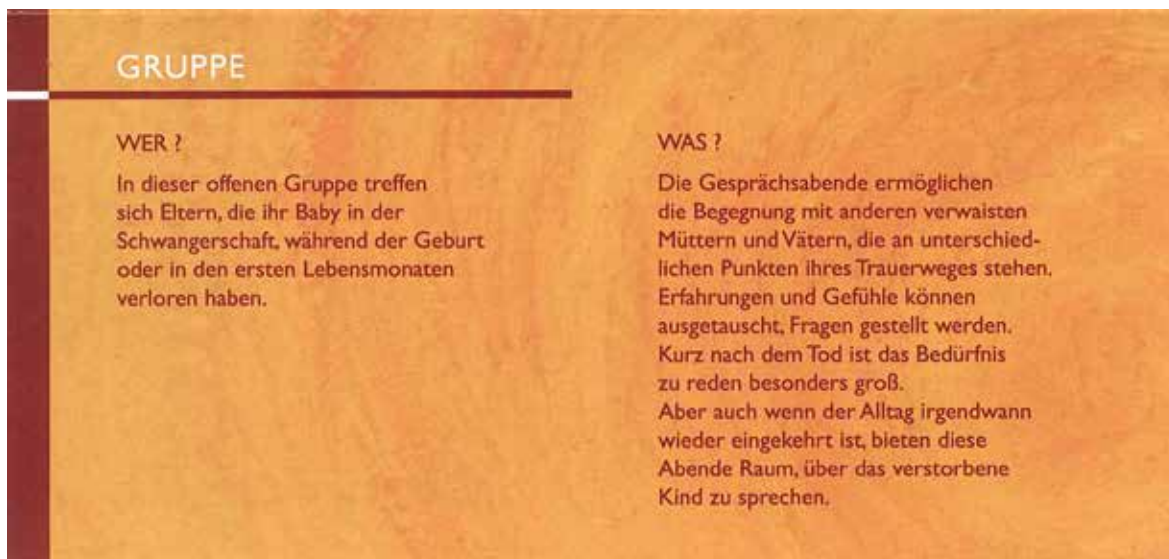 GRUPPE
WER ?
In dieser offenen Gruppe treffen
sich Eltern, die ihr Baby in der
Schwangerschaft, während der Geburt
oder in den ersten Lebensmonaten
verloren haben.
WAS ?
Die Gesprächsabende ermöglichen
die Begegnung mit anderen verwaisten
Müttern und Vätern, die an unterschied-
lichen Punkten ihres Trauerweges stehen.
Erfahrungen und Gefühle können
ausgetauscht, Fragen gestellt werden.
Kurz nach dem Tod ist das Bedürfnis
zu reden besonders groß.
Aber auch wenn der Alltag irgendwann
wieder eingekehrt ist, bieten diese
Abende Raum, über das verstorbene
Kind zu sprechen.